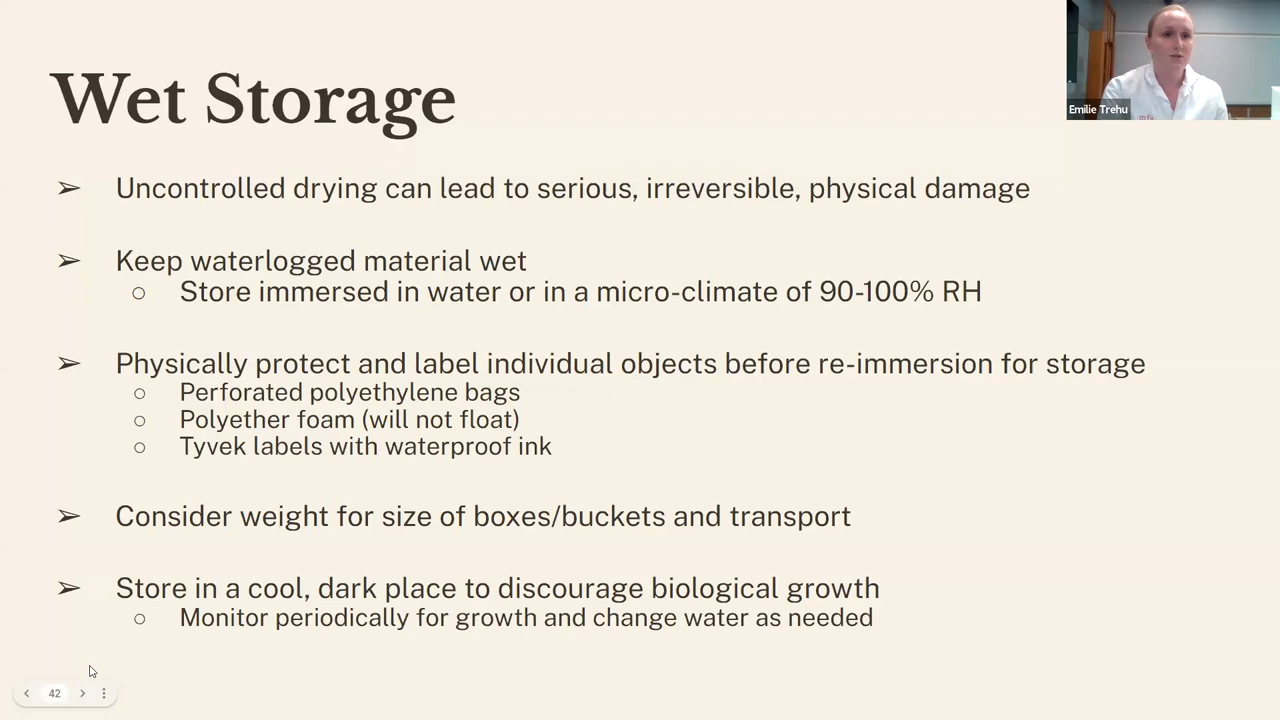 Wet Storage
Emilie Trehu
➢ Uncontrolled drying can lead to serious, irreversible, physical damage
➢ Keep waterlogged material wet
○ Store immersed in water or in a micro-climate of 90-100% RH
➢ Physically protect and label individual objects before re-immersion for storage
○ Perforated polyethylene bags
○ Polyether foam (will not float)
○ Tyvek labels with waterproof ink
➢ Consider weight for size of boxes/buckets and transport
➢ Store in a cool, dark place to discourage biological growth
○ Monitor periodically for growth and change water as needed
42